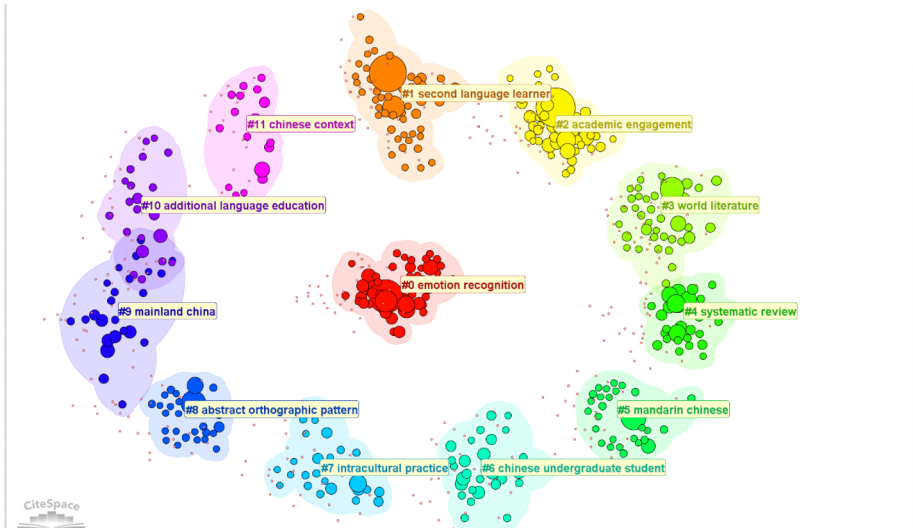 #1 second language learner
#11 chinese context
#2 academic engagement
#10 additional language education
#3 world literature
#0 emotion recognition
#9 mainland china
#4 systematic review
#8 abstract orthographic pattern
#5 mandarin chinese
#7 intracultural practice
#6 chinese undergraduate student
CiteSpace